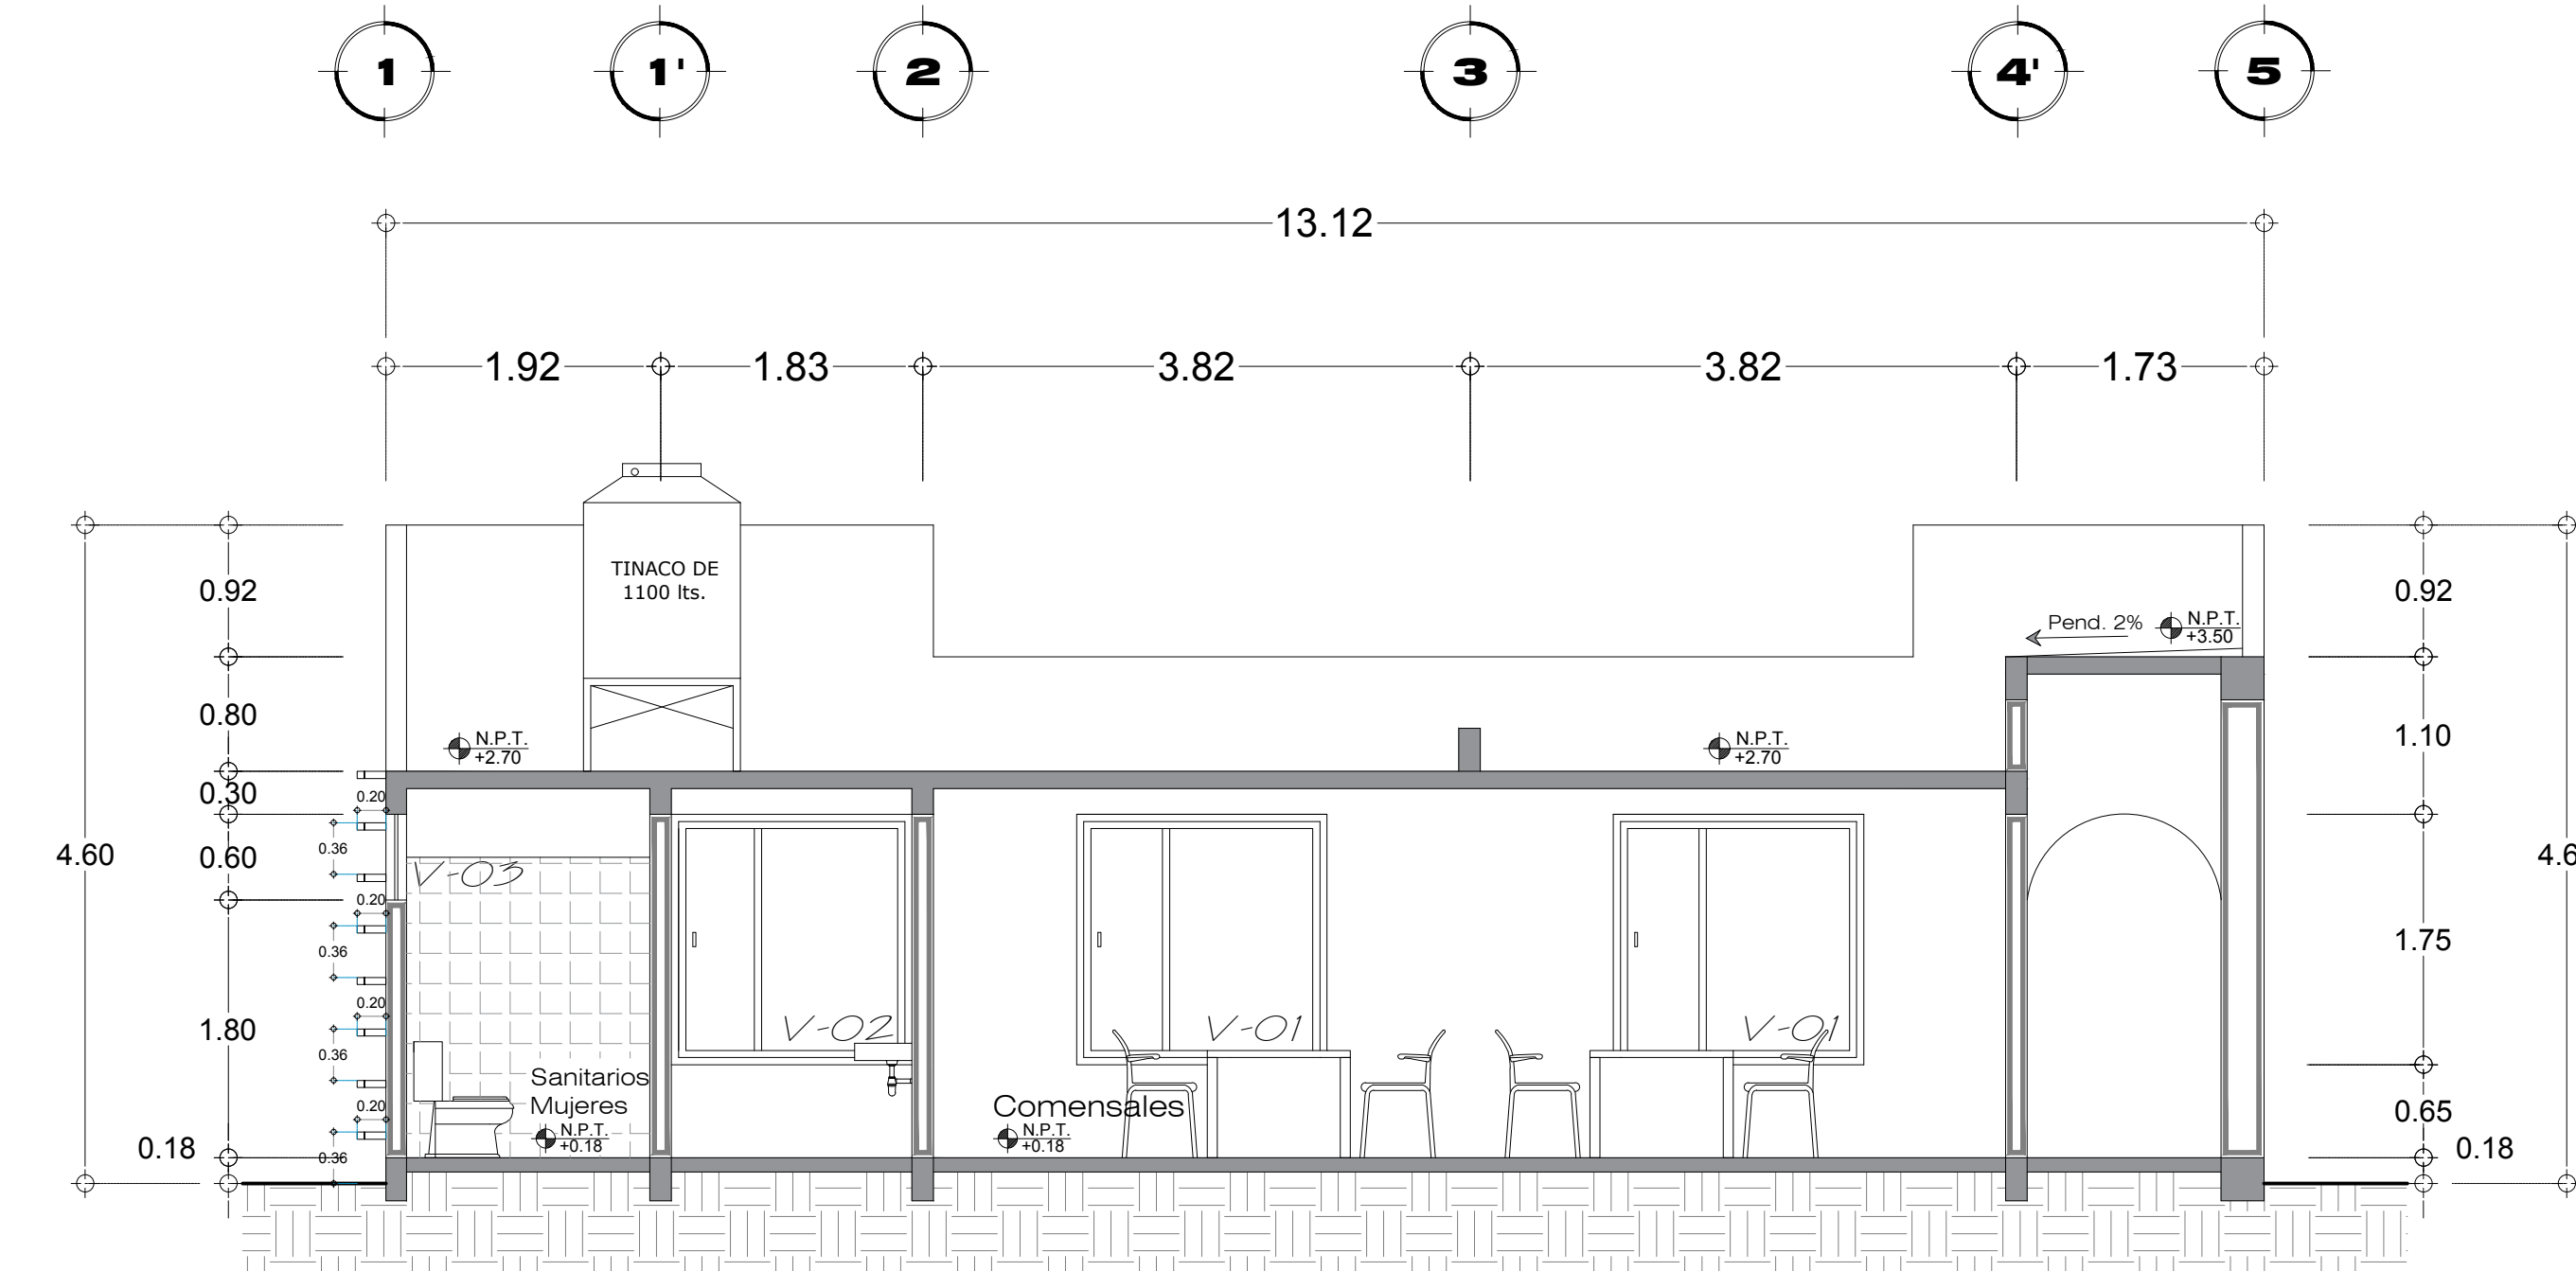 1 1' 2 3 4' 5
13.12
1.92 1.83 3.82 3.82 1.73
TINACO DE
1100 lts.
Pend. 2%
N.P.T.
+3.50
N.P.T.
+2.70
N.P.T.
+2.70
4.60
0.92
0.80
0.30
0.60
1.80
0.18
0.20
0.36
0.20
0.36
0.20
0.36
0.20
0.36
V-03
V-02
V-01
V-01
Sanitarios
Mujeres
N.P.T.
+0.18
Comensales
N.P.T.
+0.18
0.92
1.10
1.75
0.65
0.18
4.6